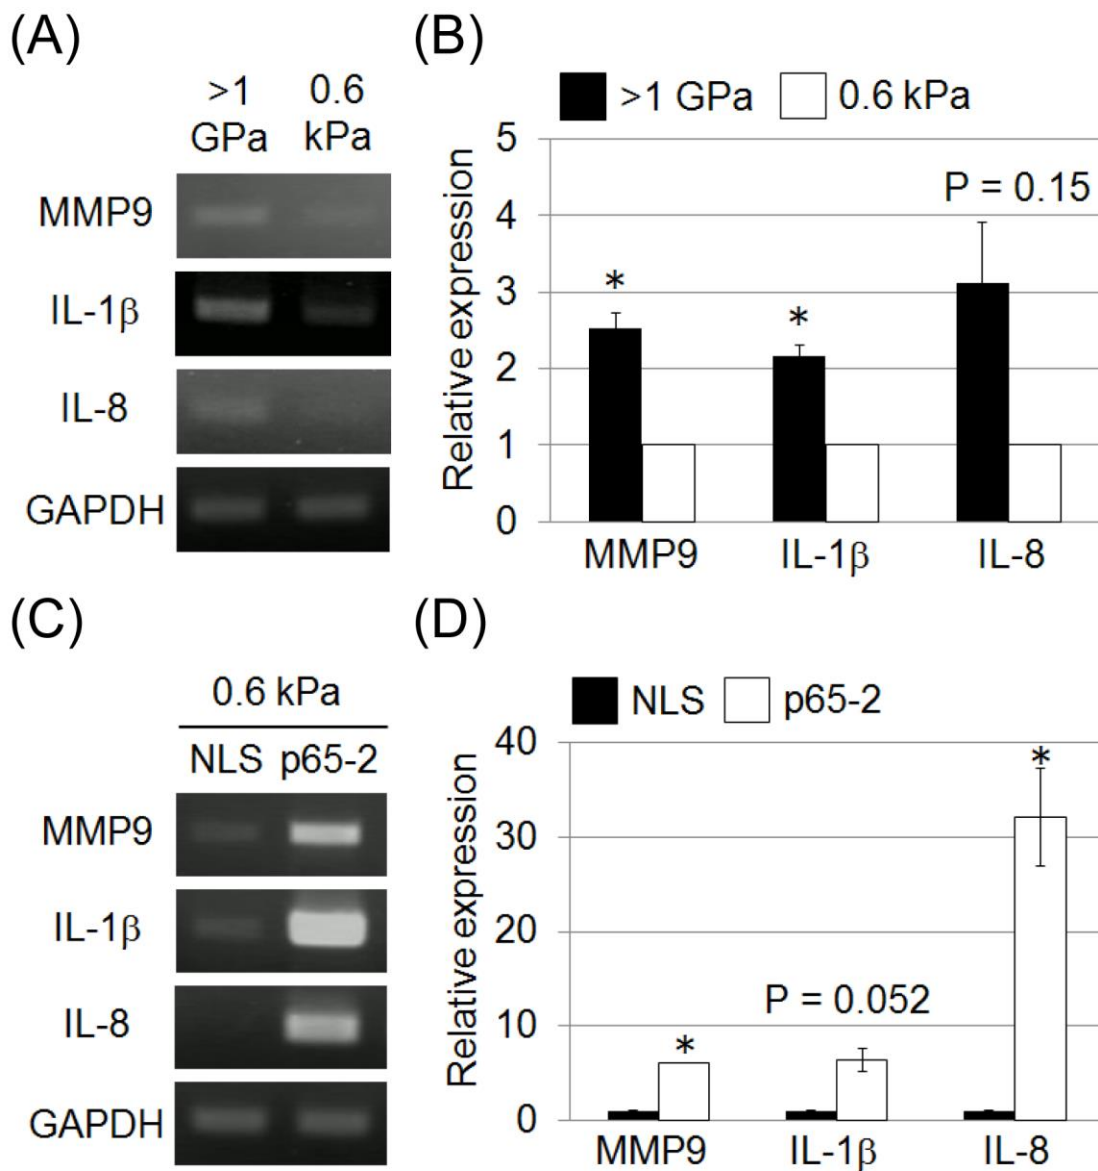 (A)
>1 GPa
0.6 kPa
MMP9
IL-1β
IL-8
GAPDH
(B)
>1 GPa 0.6 kPa
Relative expression
5
4
3
2
1
0
P = 0.15
*
*
MMP9 IL-1β IL-8
(C)
0.6 kPa
NLS p65-2
MMP9
IL-1β
IL-8
GAPDH
(D)
NLS p65-2
Relative expression
40
30
20
10
0
*
P = 0.052
*
MMP9 IL-1β IL-8